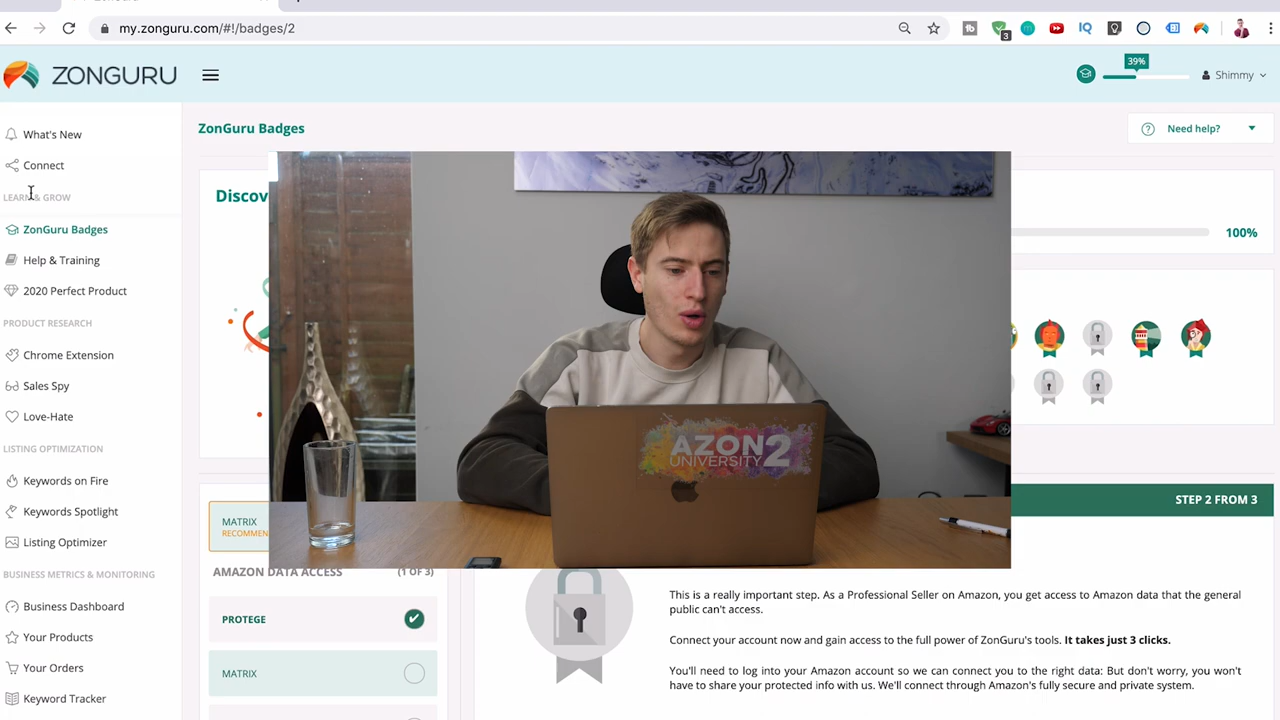 my.zonguru.com/#!/badges/2
3
ZONGURU
39%
Shimmy
What's New
Connect
LEARN & GROW
ZonGuru Badges
Help & Training
2020 Perfect Product
PRODUCT RESEARCH
Chrome Extension
Sales Spy
Love-Hate
LISTING OPTIMIZATION
Keywords on Fire
Keywords Spotlight
Listing Optimizer
BUSINESS METRICS & MONITORING
Business Dashboard
Your Products
Your Orders
Keyword Tracker
ZonGuru Badges
Need help?
Discov
100%
AZON2
UNIVERSITY
STEP 2 FROM 3
MATRIX
RECOMMEN
AMAZON DATA ACCESS (1 OF 3)
PROTEGE
MATRIX
This is a really important step. As a Professional Seller on Amazon, you get access to Amazon data that the general
public can't access.
Connect your account now and gain access to the full power of ZonGuru's tools. It takes just 3 clicks.
You'll need to log into your Amazon account so we can connect you to the right data: But don't worry, you won't
have to share your protected info with us. We'll connect through Amazon's fully secure and private system.